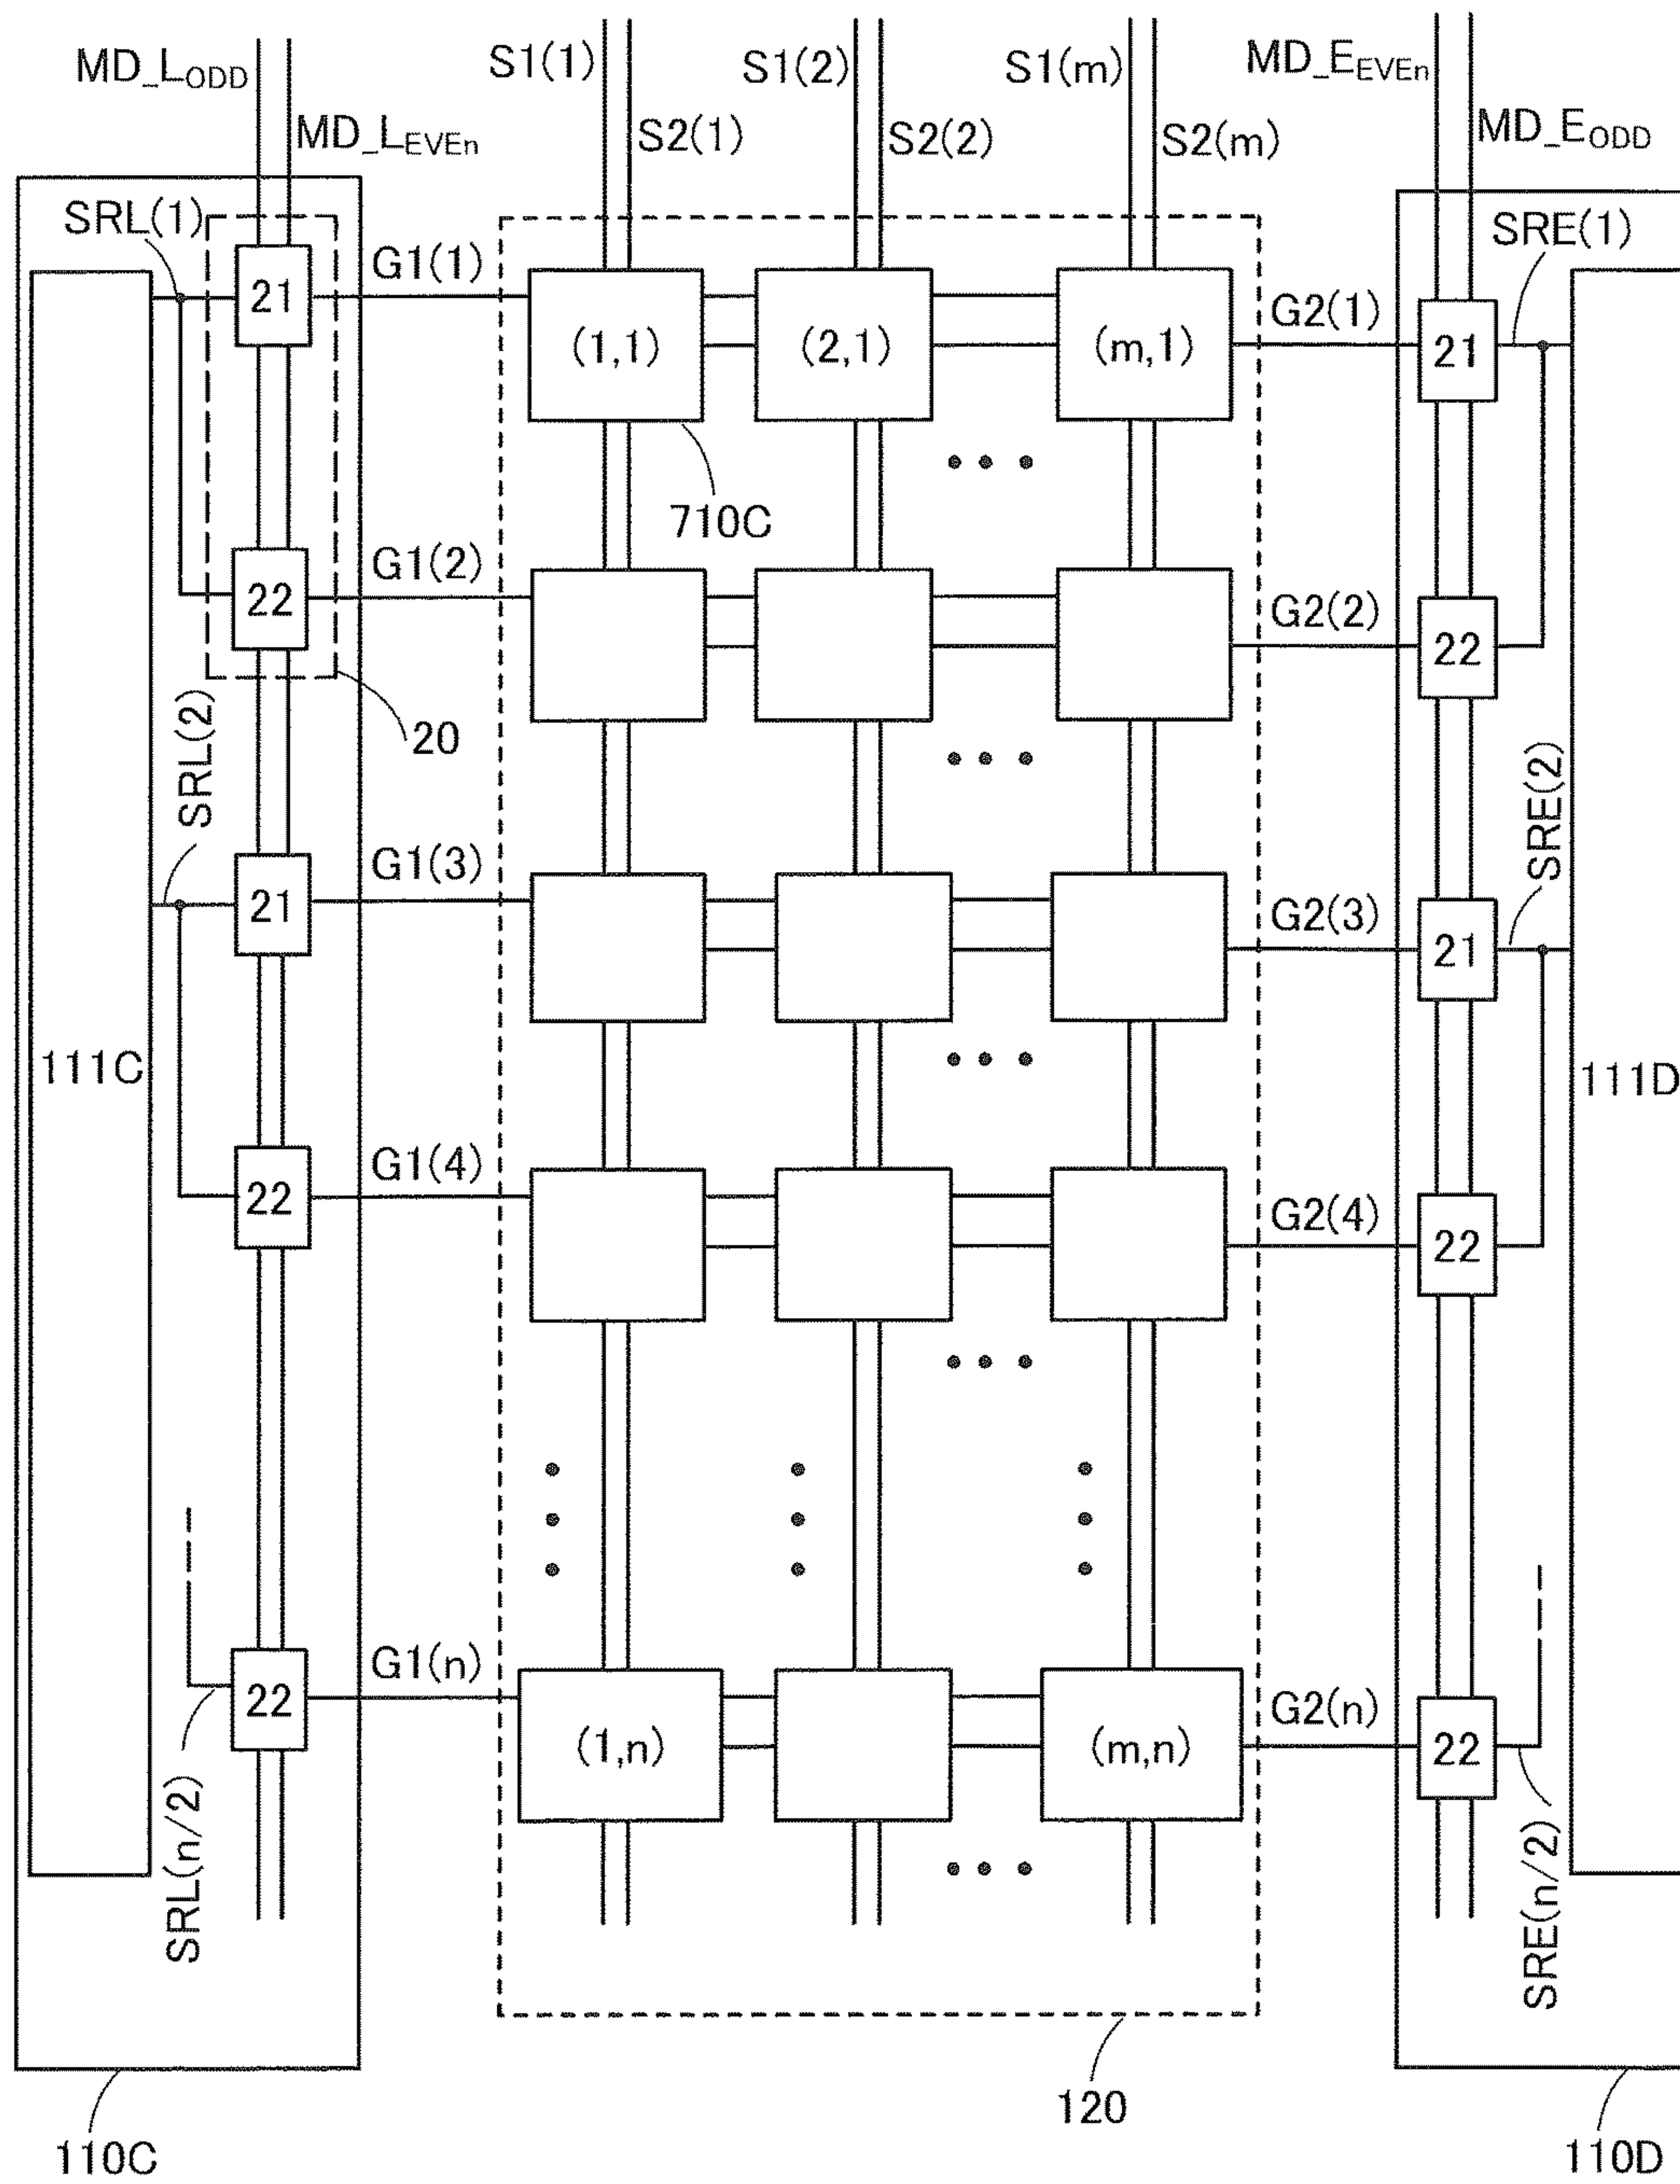 MD_LODD
MD_LEVEn
S1(1)
S2(1)
S1(2)
S2(2)
S1(m)
S2(m)
MD_EEVEn
MD_EODD
SRL(1)
21
G1(1)
(1,1)
(2,1)
(m,1)
G2(1)
21
SRE(1)
710C
22
G1(2)
G2(2)
22
20
SRL(2)
21
G1(3)
G2(3)
21
SRE(2)
111C
111D
22
G1(4)
G2(4)
22
SRL(n/2)
22
G1(n)
(1,n)
(m,n)
G2(n)
22
SRE(n/2)
120
110C
110D